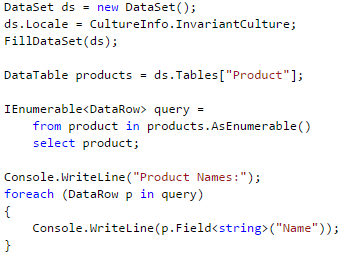 DataSet ds = new DataSet();
ds.Locale = CultureInfo.InvariantCulture;
FillDataSet(ds);

DataTable products = ds.Tables["Product"];

IEnumerable<DataRow> query =
    from product in products.AsEnumerable()
    select product;

Console.WriteLine("Product Names:");
foreach (DataRow p in query)
{
    Console.WriteLine(p.Field<string>("Name"));
}